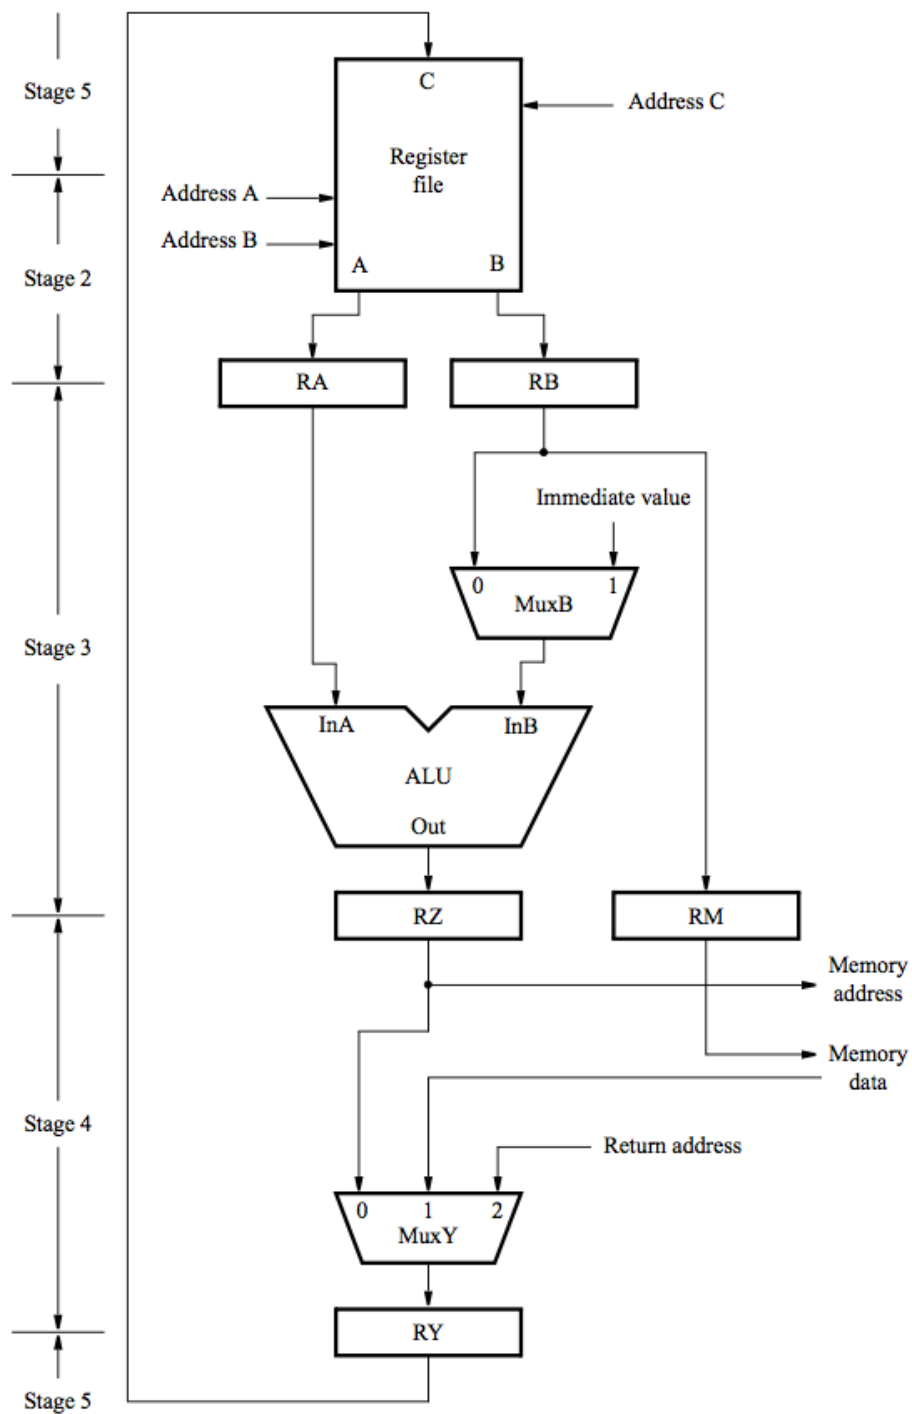 C
Stage 5
Address C
Register
file
Address A
Address B
A
B
Stage 2
RA
RB
Immediate value
0
1
MuxB
Stage 3
InA
InB
ALU
Out
RZ
RM
Memory
address
Memory
data
Stage 4
Return address
0
1
2
MuxY
RY
Stage 5